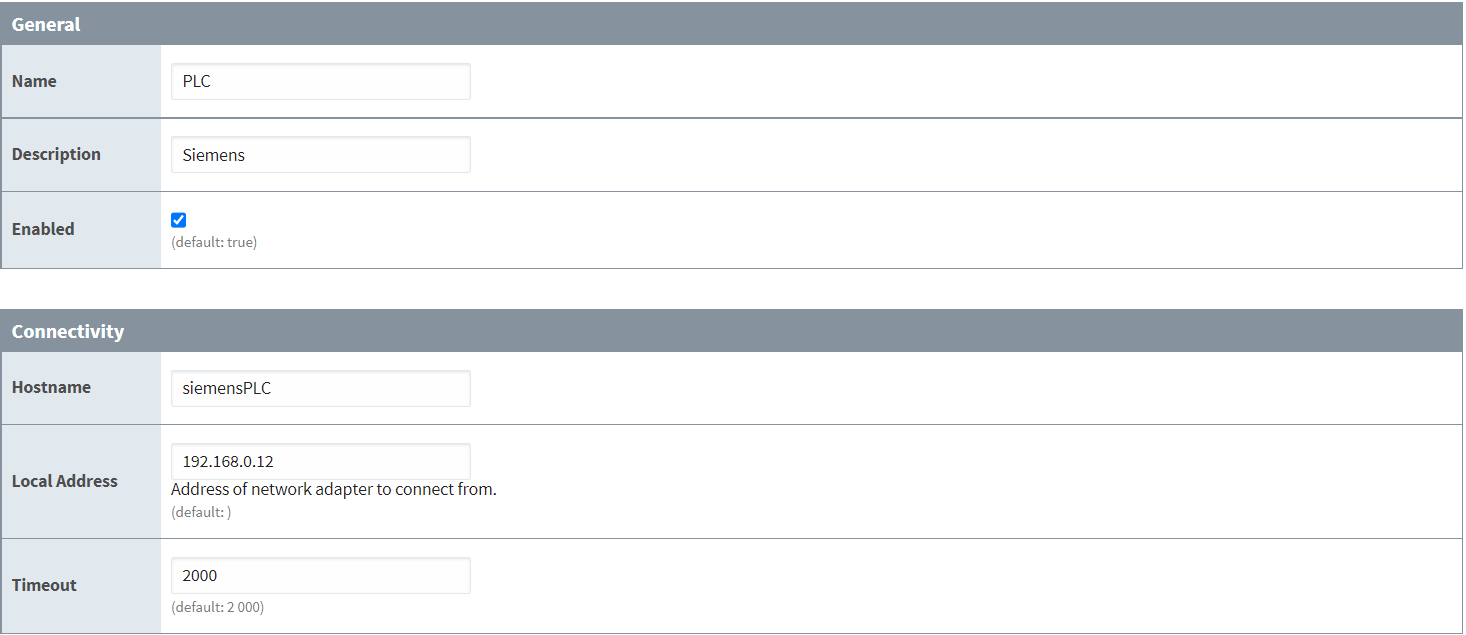 General
Name
PLC
Description
Siemens
Enabled
(default: true)
Connectivity
Hostname
siemensPLC
Local Address
192.168.0.12
Address of network adapter to connect from.
(default: )
Timeout
2000
(default: 2 000)